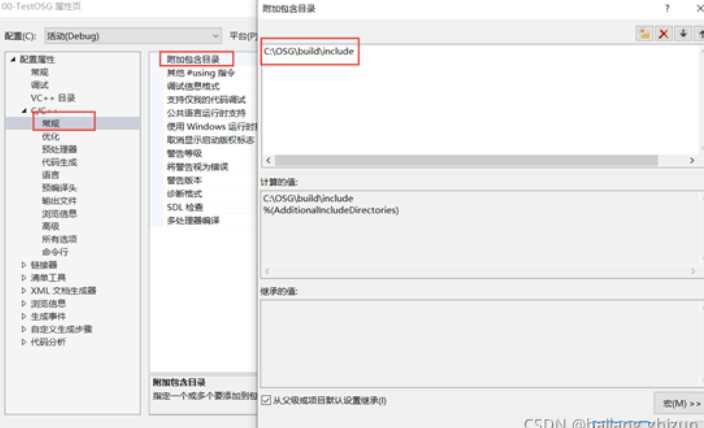 00-TestOSG 属性页
配置(C):
活动(Debug)
平台(P)
配置属性
常规
调试
VC++ 目录
C/C++
常规
优化
预处理器
代码生成
语言
预编译头
输出文件
浏览信息
高级
所有选项
命令行
链接器
清单工具
XML 文档生成器
浏览信息
生成事件
自定义生成步骤
代码分析
附加包含目录
其他 #using 指令
调试信息格式
支持仅我的代码调试
公共语言运行时支持
使用 Windows 运行时
取消显示启动版权标志
警告等级
将警告视为错误
警告版本
诊断格式
SDL 检查
多处理器编译
附加包含目录
指定一个或多个要添加到包
附加包含目录
?
C:\OSG\build\include
计算的值:
C:\OSG\build\include
%(AdditionalIncludeDirectories)
继承的值:
从父级或项目默认设置继承(I)
宏(M) >>